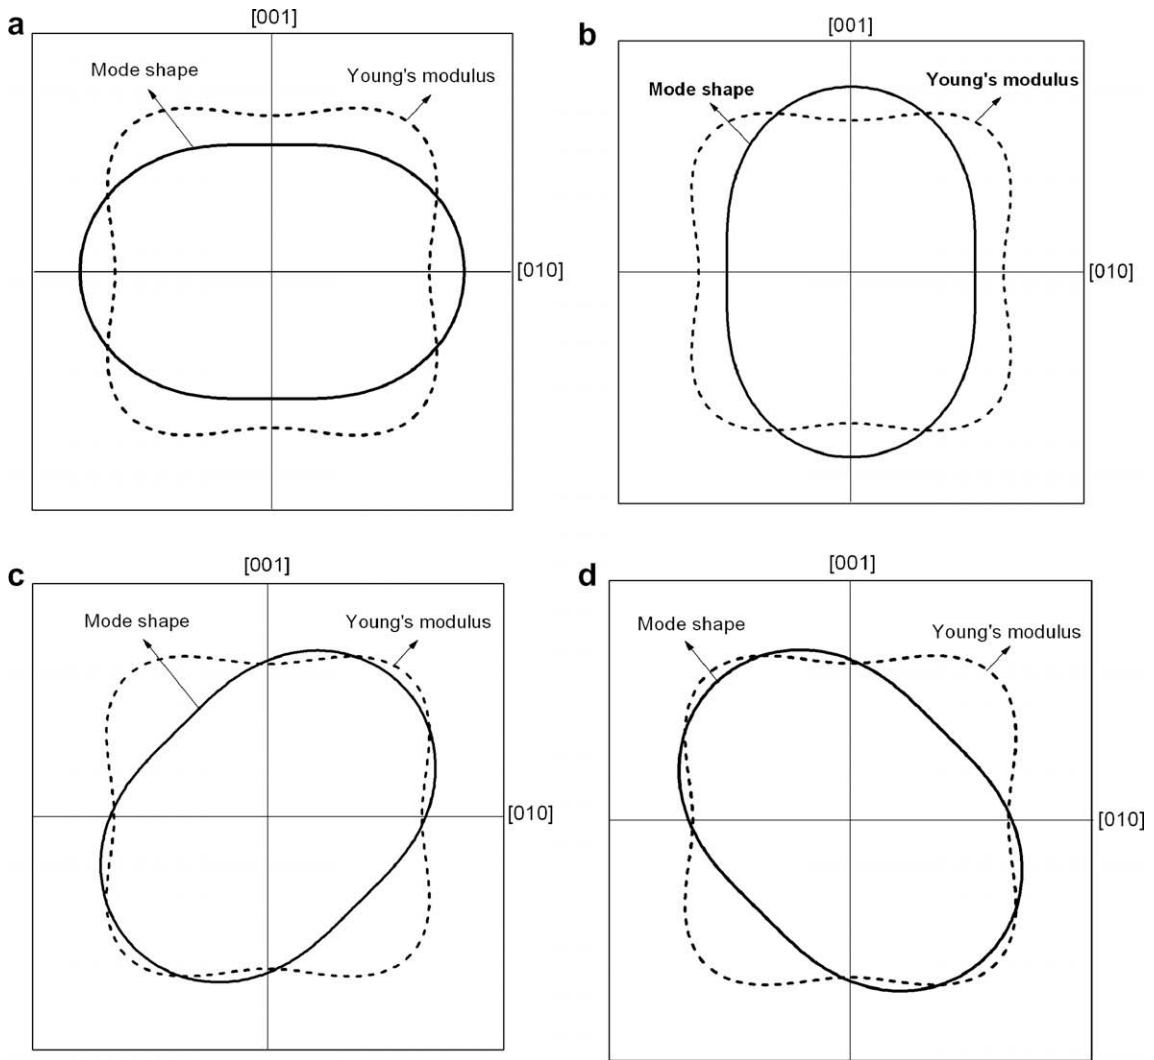 a
[001]
Mode shape
Young's modulus
[010]
b
[001]
Mode shape
Young's modulus
[010]
c
[001]
Mode shape
Young's modulus
[010]
d
[001]
Mode shape
Young's modulus
[010]